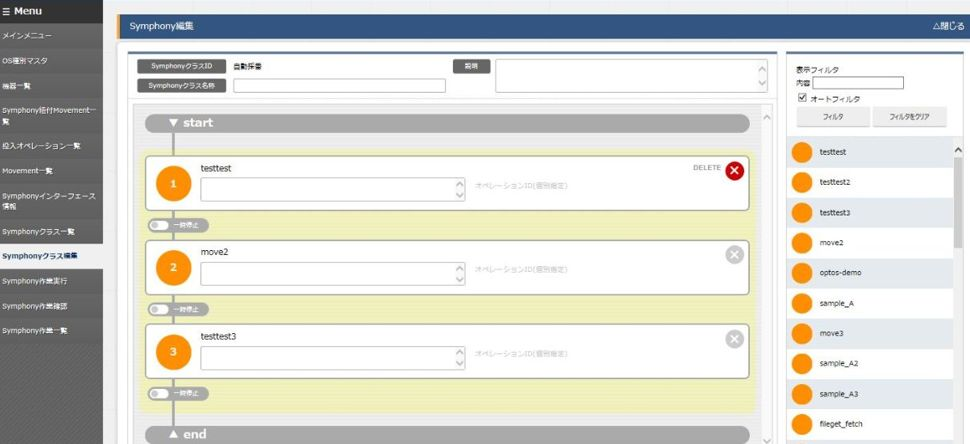 ☰ Menu
メインメニュー
OS種別マスタ
機器一覧
Symphony紐付Movement一
覧
投入オペレーション一覧
Movement一覧
Symphonyインターフェース
情報
Symphonyクラス一覧
Symphonyクラス編集
Symphony作業実行
Symphony作業確認
Symphony作業一覧
Symphony編集
△閉じる
SymphonyクラスID
自動採番
説明
Symphonyクラス名称
▼ start
testtest
DELETE
1
オペレーションID(個別指定)
一時停止
move2
2
オペレーションID(個別指定)
一時停止
testtest3
3
オペレーションID(個別指定)
一時停止
▲ end
表示フィルタ
内容
オートフィルタ
フィルタ
フィルタをクリア
testtest
testtest2
testtest3
move2
optos-demo
sample_A
move3
sample_A2
sample_A3
fileget_fetch